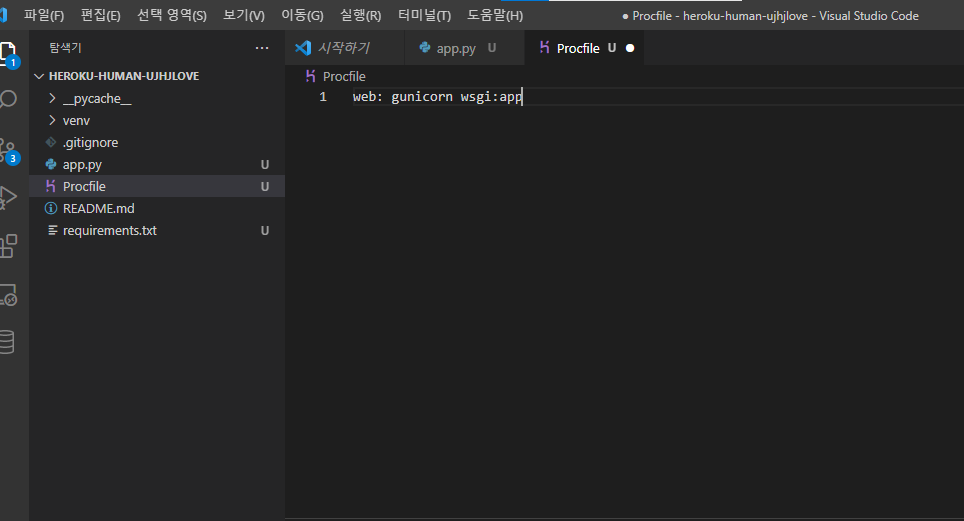 파일(F) 편집(E) 선택 영역(S) 보기(V) 이동(G) 실행(R) 터미널(T) 도움말(H) ● Procfile - heroku-human-ujhjlove - Visual Studio Code
탐색기 ···
시작하기 app.py U Procfile U ●
HEROKU-HUMAN-UJHJLOVE
Procfile
1 web: gunicorn wsgi:app
__pycache__
venv
.gitignore
app.py U
Procfile U
README.md
requirements.txt U
1
3